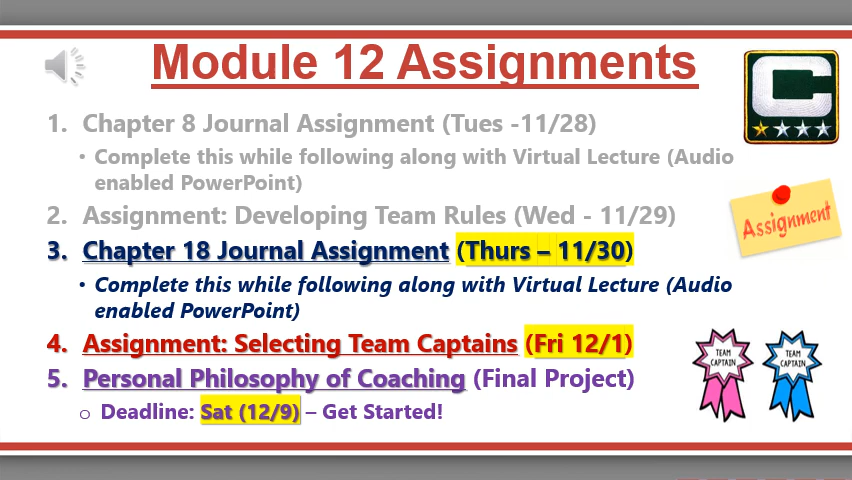 Module 12 Assignments
C
1. Chapter 8 Journal Assignment (Tues -11/28)
• Complete this while following along with Virtual Lecture (Audio
enabled PowerPoint)
2. Assignment: Developing Team Rules (Wed - 11/29)
Assignment
3. Chapter 18 Journal Assignment (Thurs – 11/30)
• Complete this while following along with Virtual Lecture (Audio
enabled PowerPoint)
4. Assignment: Selecting Team Captains (Fri 12/1)
5. Personal Philosophy of Coaching (Final Project)
o Deadline: Sat (12/9) – Get Started!
TEAM
CAPTAIN
TEAM
CAPTAIN